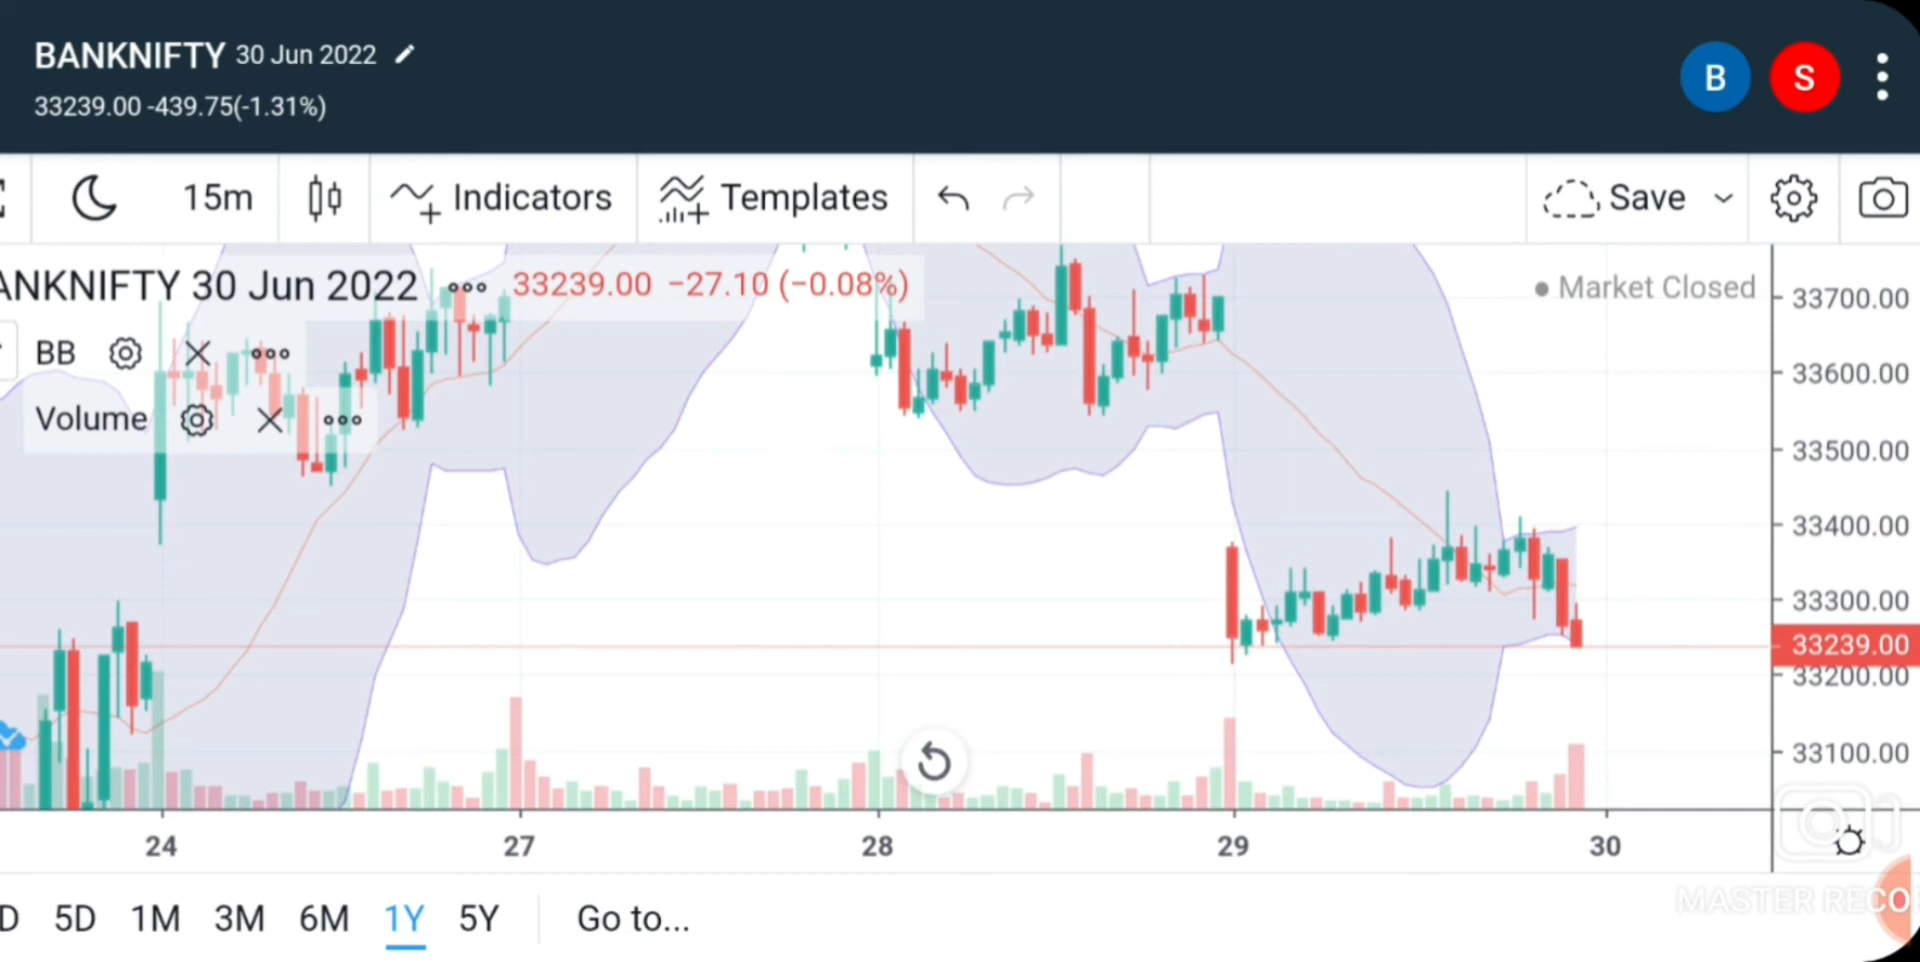 BANKNIFTY 30 Jun 2022
33239.00 -439.75(-1.31%)
B S
15m Indicators Templates Save
ANKNIFTY 30 Jun 2022 33239.00 −27.10 (−0.08%)
Market Closed
BB
Volume
33700.00
33600.00
33500.00
33400.00
33300.00
33239.00
33200.00
33100.00
24 27 28 29 30
D 5D 1M 3M 6M 1Y 5Y Go to...
MASTER RECO